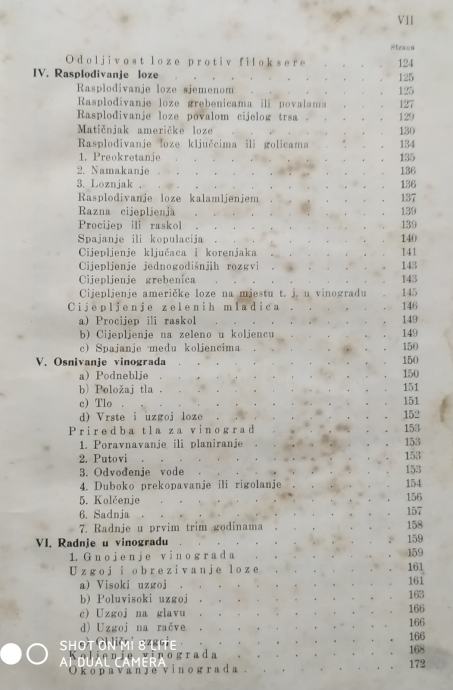 VII
Strana
Odoljivost loze protiv filoksere . . . . 124
IV. Rasplođivanje loze . . . . . . . . 125
Rasplođivanje loze sjemenom . . . . . 125
Rasplođivanje loze grebenicama ili povalama . . . 127
Rasplođivanje loze povalom cijelog trsa . . . . 129
Matičnjak američke loze . . . . . . . 130
Rasplođivanje loze ključićima ili golicama . . . 134
1. Preokretanje . . . . . . . . . 135
2. Namakanje . . . . . . . . . 136
3. Loznjak . . . . . . . . . . 136
Rasplođivanje loze kalamljenjem . . . . . 137
Razna cijepljenja . . . . . . . . 139
Procijep ili raskol . . . . . . . . 139
Spajanje ili kopulacija . . . . . . . 140
Cijepljenje ključaca i korenjaka . . . . . 141
Cijepljenje jednogodišnjih rozgvi . . . . . 143
Cijepljenje grebenica . . . . . . . 143
Cijepljenje američke loze na mjestu t. j. u vinogradu 145
Cijepljenje zelenih mladica . . . . . 146
a) Procijep ili raskol . . . . . . . 149
b) Cijepljenje na zeleno u koljencu . . . . 149
c) Spajanje među koljencima . . . . . 150
V. Osnivanje vinograda . . . . . . . . 150
a) Podneblje . . . . . . . . . 150
b) Položaj tla . . . . . . . . . 151
c) Tlo . . . . . . . . . . . 151
d) Vrste i uzgoj loze . . . . . . . 152
Priredba tla za vinograd . . . . . 153
1. Poravnavanje ili planiranje . . . . . 153
2. Putovi . . . . . . . . . . 153
3. Odvođenje vode . . . . . . . . 153
4. Duboko prekopavanje ili rigolanje . . . . 154
5. Kolčenje . . . . . . . . . . 156
6. Sadnja . . . . . . . . . . 157
7. Radnje u prvim trim godinama . . . . 158
VI. Radnje u vinogradu . . . . . . . . 159
1. Gnojenje vinograda . . . . . . 159
Uzgoj i obrezivanje loze . . . . . 161
a) Visoki uzgoj . . . . . . . . 161
b) Poluvisoki uzgoj . . . . . . . 163
c) Uzgoj na glavu . . . . . . . . 166
d) Uzgoj na račve . . . . . . . . 166
uzgoj . . . . . . . . 166
Koljenje vinograda . . . . . . . 168
Okopavanje vinograda . . . . . . . 172
SHOT ON MI 8 LITE
AI DUAL CAMERA